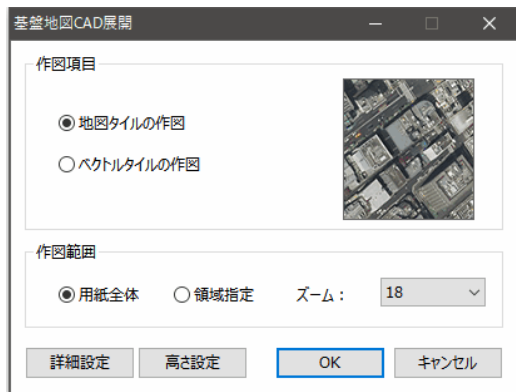 基盤地図CAD展開
作図項目
地図タイルの作図
ベクトルタイルの作図
作図範囲
用紙全体 領域指定 ズーム： 18
詳細設定 高さ設定 OK キャンセル